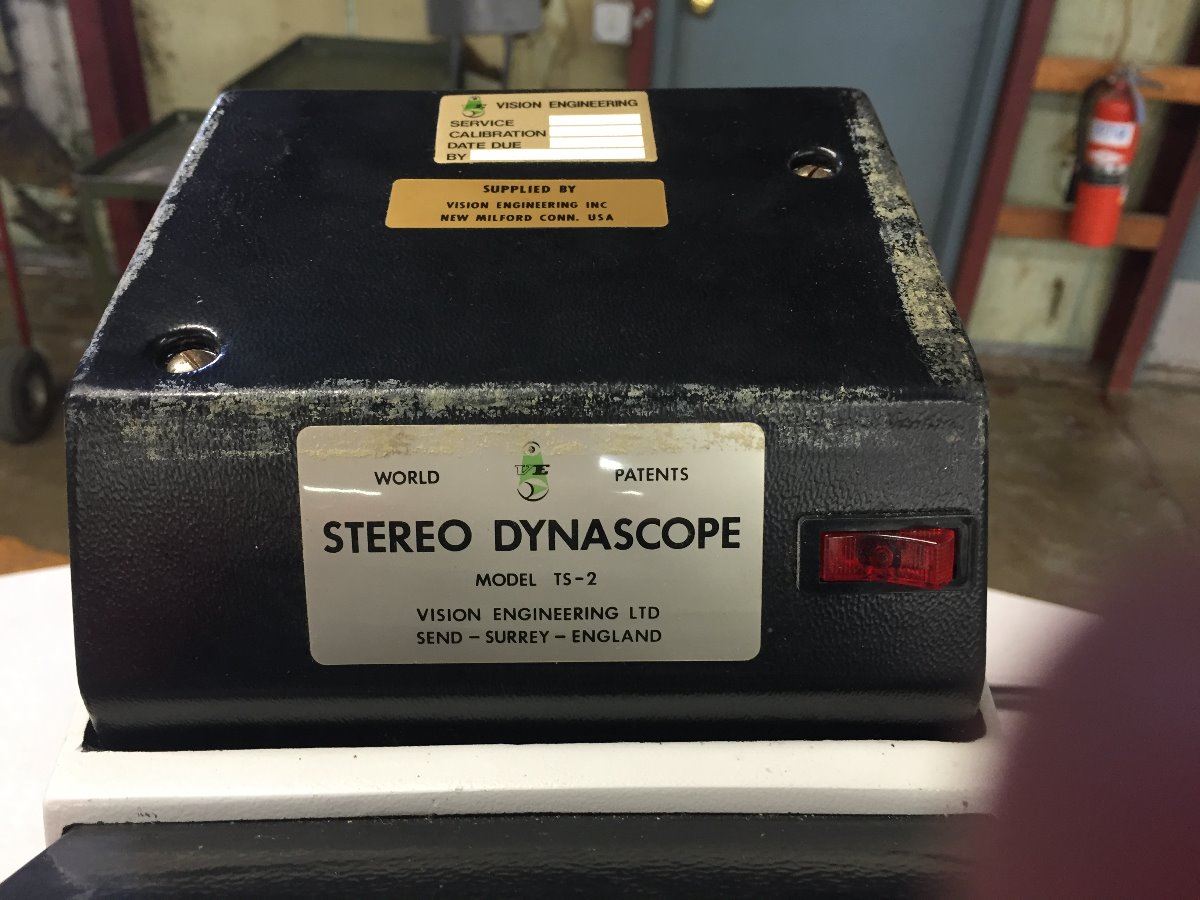 VISION ENGINEERING
SERVICE
CALIBRATION
DATE DUE
BY
SUPPLIED BY
VISION ENGINEERING INC
NEW MILFORD CONN. USA
WORLD VE PATENTS
STEREO DYNASCOPE
MODEL TS-2
VISION ENGINEERING LTD
SEND - SURREY - ENGLAND